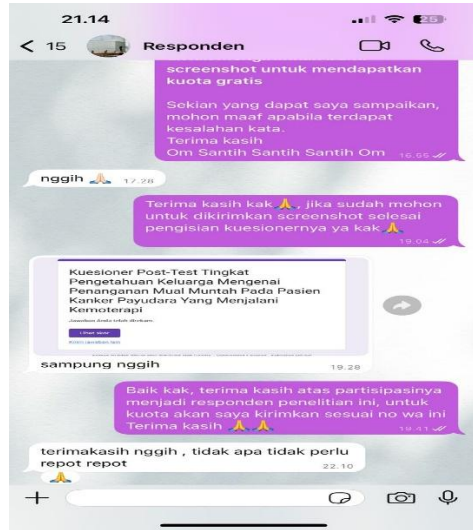 21.14
25
15
Responden
screenshot untuk mendapatkan
kuota gratis
Sekian yang dapat saya sampaikan,
mohon maaf apabila terdapat
kesalahan kata.
Terima kasih
Om Santih Santih Santih Om 16.55
nggih 🙏 17.28
Terima kasih kak🙏, jika sudah mohon
untuk dikirimkan screenshot selesai
pengisian kuesionernya ya kak🙏
19.04
Kuesioner Post-Test Tingkat
Pengetahuan Keluarga Mengenai
Penanganan Mual Muntah Pada Pasien
Kanker Payudara Yang Menjalani
Kemoterapi
Jawaban Anda telah direkam.
Lihat skor
sampung nggih 19.28
Baik kak, terima kasih atas partisipasinya
menjadi responden penelitian ini, untuk
kuota akan saya kirimkan sesuai no wa ini
Terima kasih 🙏🙏 19.41
terimakasih nggih , tidak apa tidak perlu
repot repot 22.10
🙏